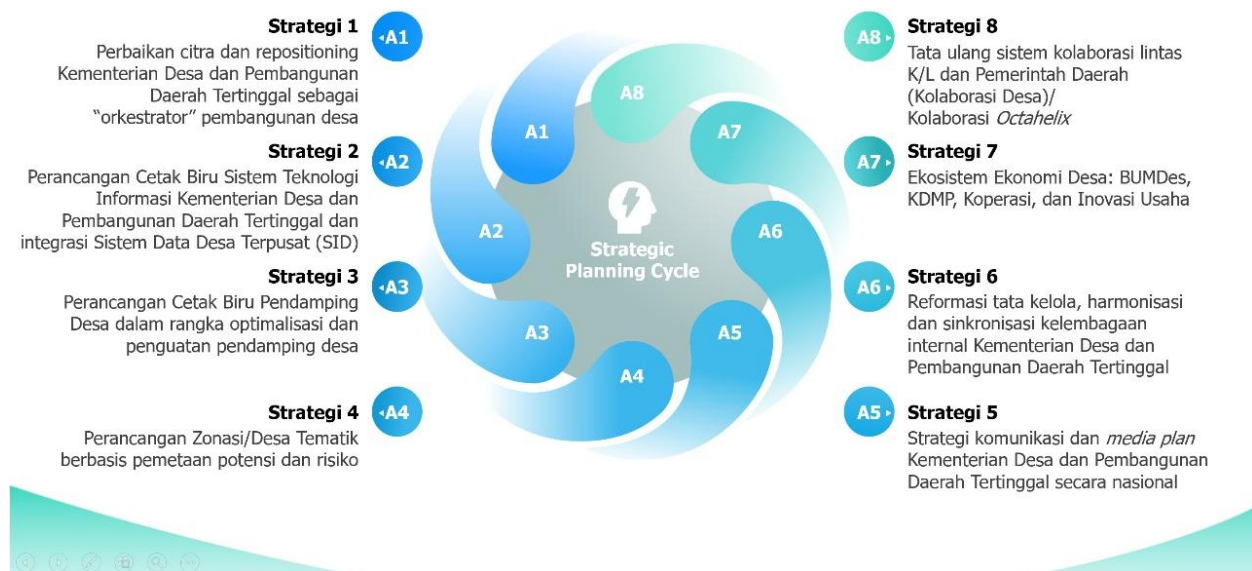 Strategi 1
Perbaikan citra dan repositioning
Kementerian Desa dan Pembangunan
Daerah Tertinggal sebagai
“orkestrator” pembangunan desa
A1
Strategi 2
Perancangan Cetak Biru Sistem Teknologi
Informasi Kementerian Desa dan
Pembangunan Daerah Tertinggal dan
integrasi Sistem Data Desa Terpusat (SID)
A2
Strategi 3
Perancangan Cetak Biru Pendamping
Desa dalam rangka optimalisasi dan
penguatan pendamping desa
A3
Strategi 4
Perancangan Zonasi/Desa Tematik
berbasis pemetaan potensi dan risiko
A4
A8
A1
A7
A2
A6
Strategic
Planning Cycle
A3
A5
A4
A8
Strategi 8
Tata ulang sistem kolaborasi lintas
K/L dan Pemerintah Daerah
(Kolaborasi Desa)/
Kolaborasi Octahelix
A7
Strategi 7
Ekosistem Ekonomi Desa: BUMDes,
KDMP, Koperasi, dan Inovasi Usaha
A6
Strategi 6
Reformasi tata kelola, harmonisasi
dan sinkronisasi kelembagaan
internal Kementerian Desa dan
Pembangunan Daerah Tertinggal
A5
Strategi 5
Strategi komunikasi dan media plan
Kementerian Desa dan Pembangunan
Daerah Tertinggal secara nasional